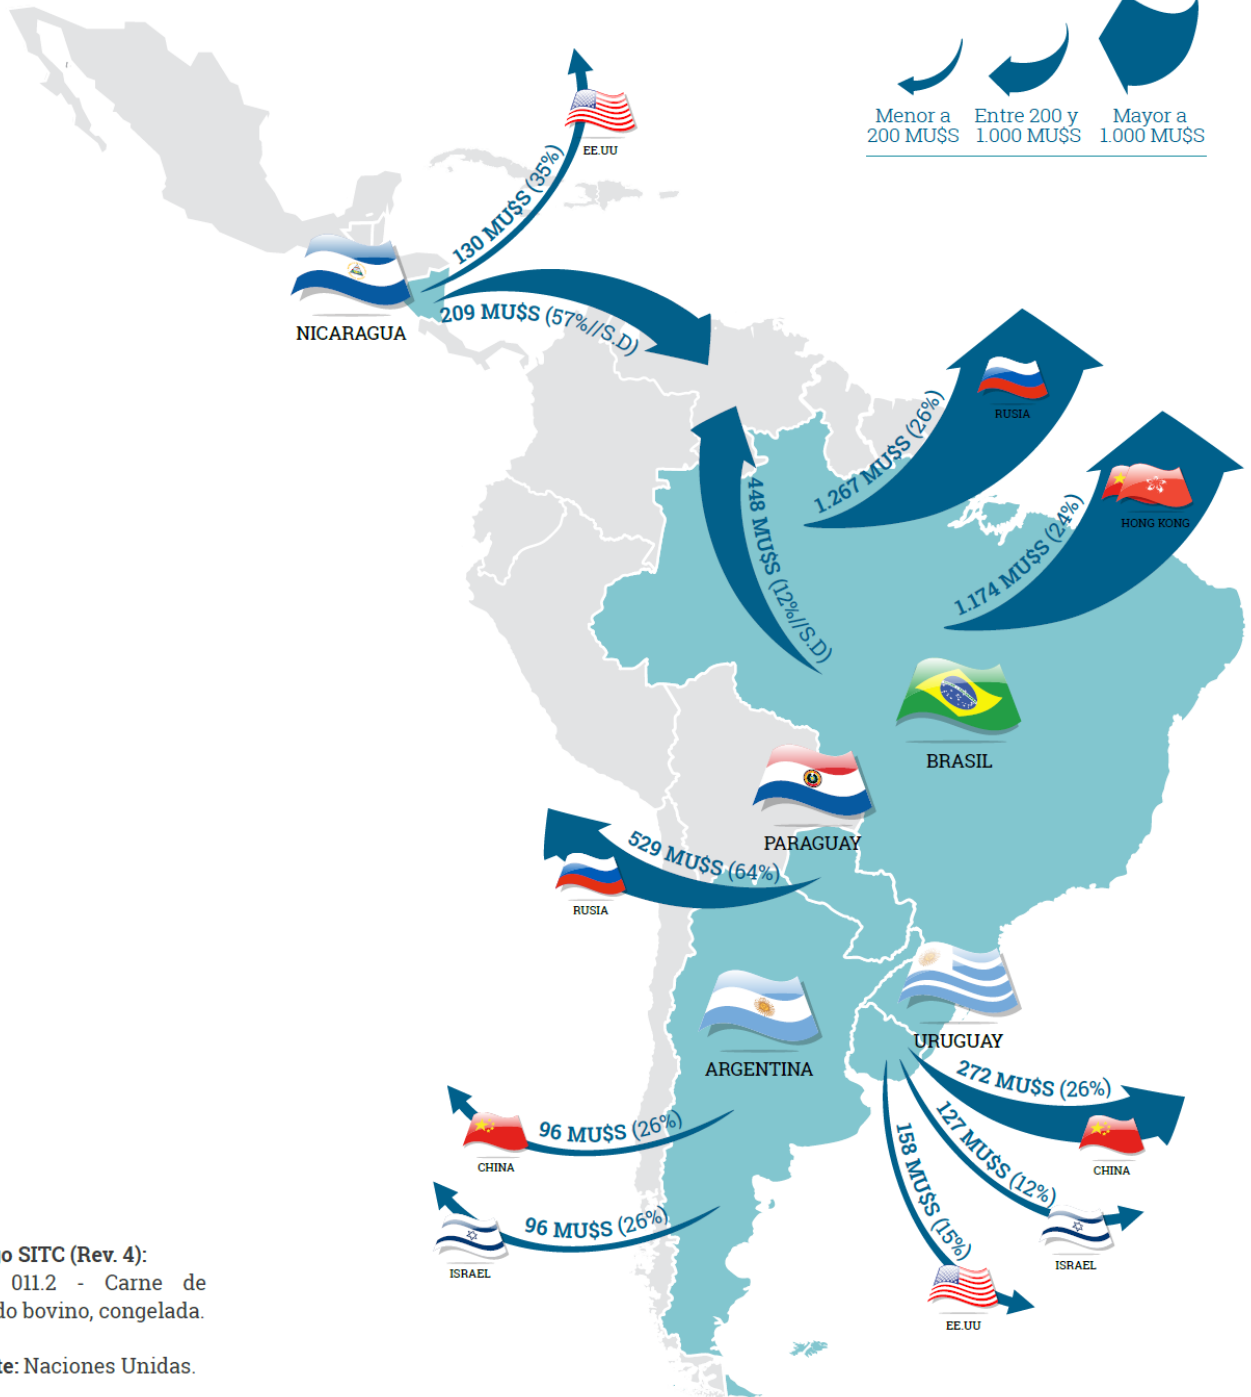 Menor a
200 MU$S
Entre 200 y
1.000 MU$S
Mayor a
1.000 MU$S
EE.UU
130 MU$S (35%)
209 MU$S (57%//S.D)
NICARAGUA
RUSIA
1.267 MU$S (26%)
HONG KONG
1.174 MU$S (24%)
448 MU$S (12%//S.D)
BRASIL
PARAGUAY
529 MU$S (64%)
RUSIA
ARGENTINA
URUGUAY
272 MU$S (26%)
CHINA
127 MU$S (12%)
ISRAEL
158 MU$S (15%)
EE.UU
96 MU$S (26%)
CHINA
96 MU$S (26%)
ISRAEL
o SITC (Rev. 4):
011.2 - Carne de
do bovino, congelada.
te: Naciones Unidas.